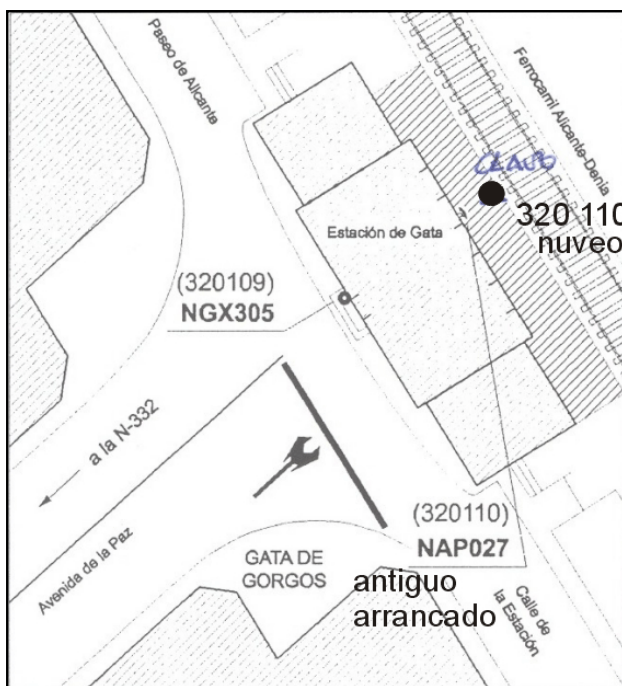 Paseo de Alicante
Ferrocarril Alicante-Denia
CLAVO
320 110
nuveo
Estación de Gata
(320109)
NGX305
a la N-332
(320110)
NAP027
Avenida de la Paz
GATA DE
GORGOS
antiguo
arrancado
Calle de
la Estación